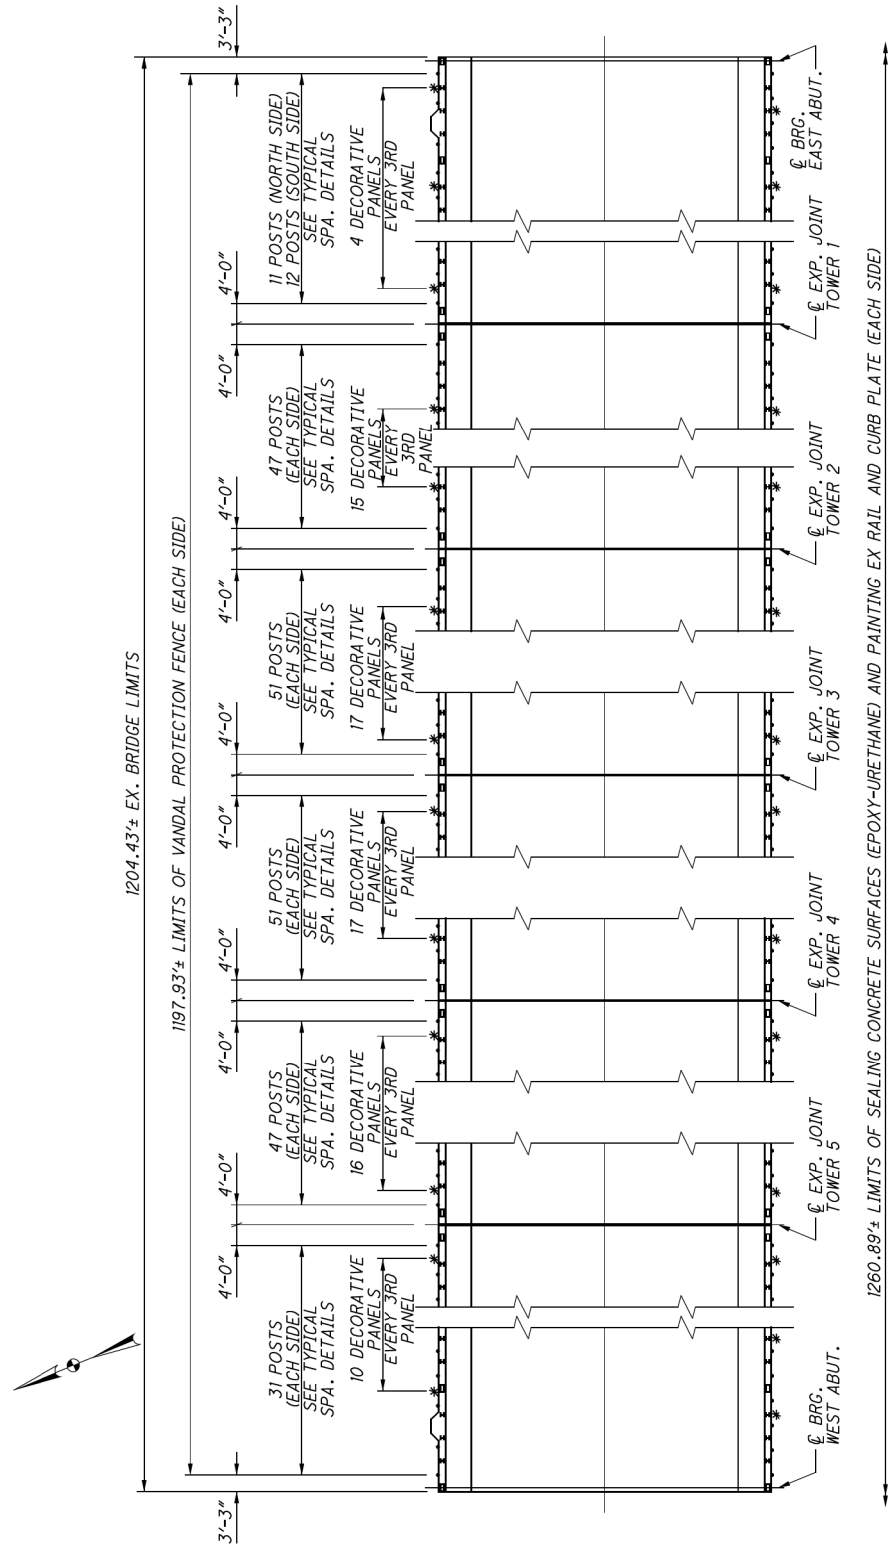 1204.43'± EX. BRIDGE LIMITS
1197.93'± LIMITS OF VANDAL PROTECTION FENCE (EACH SIDE)
3'-3"
31 POSTS
(EACH SIDE)
SEE TYPICAL
SPA. DETAILS
4'-0"
4'-0"
47 POSTS
(EACH SIDE)
SEE TYPICAL
SPA. DETAILS
4'-0"
4'-0"
51 POSTS
(EACH SIDE)
SEE TYPICAL
SPA. DETAILS
4'-0"
4'-0"
51 POSTS
(EACH SIDE)
SEE TYPICAL
SPA. DETAILS
4'-0"
4'-0"
47 POSTS
(EACH SIDE)
SEE TYPICAL
SPA. DETAILS
4'-0"
4'-0"
11 POSTS (NORTH SIDE)
12 POSTS (SOUTH SIDE)
SEE TYPICAL
SPA. DETAILS
3'-3"
10 DECORATIVE
PANELS
EVERY 3RD
PANEL
16 DECORATIVE
PANELS
EVERY 3RD
PANEL
17 DECORATIVE
PANELS
EVERY 3RD
PANEL
17 DECORATIVE
PANELS
EVERY 3RD
PANEL
15 DECORATIVE
PANELS
EVERY
3RD
PANEL
4 DECORATIVE
PANELS
EVERY 3RD
PANEL
℄ BRG.
WEST ABUT.
℄ EXP. JOINT
TOWER 5
℄ EXP. JOINT
TOWER 4
℄ EXP. JOINT
TOWER 3
℄ EXP. JOINT
TOWER 2
℄ EXP. JOINT
TOWER 1
℄ BRG.
EAST ABUT.
1260.89'± LIMITS OF SEALING CONCRETE SURFACES (EPOXY-URETHANE) AND PAINTING EX RAIL AND CURB PLATE (EACH SIDE)